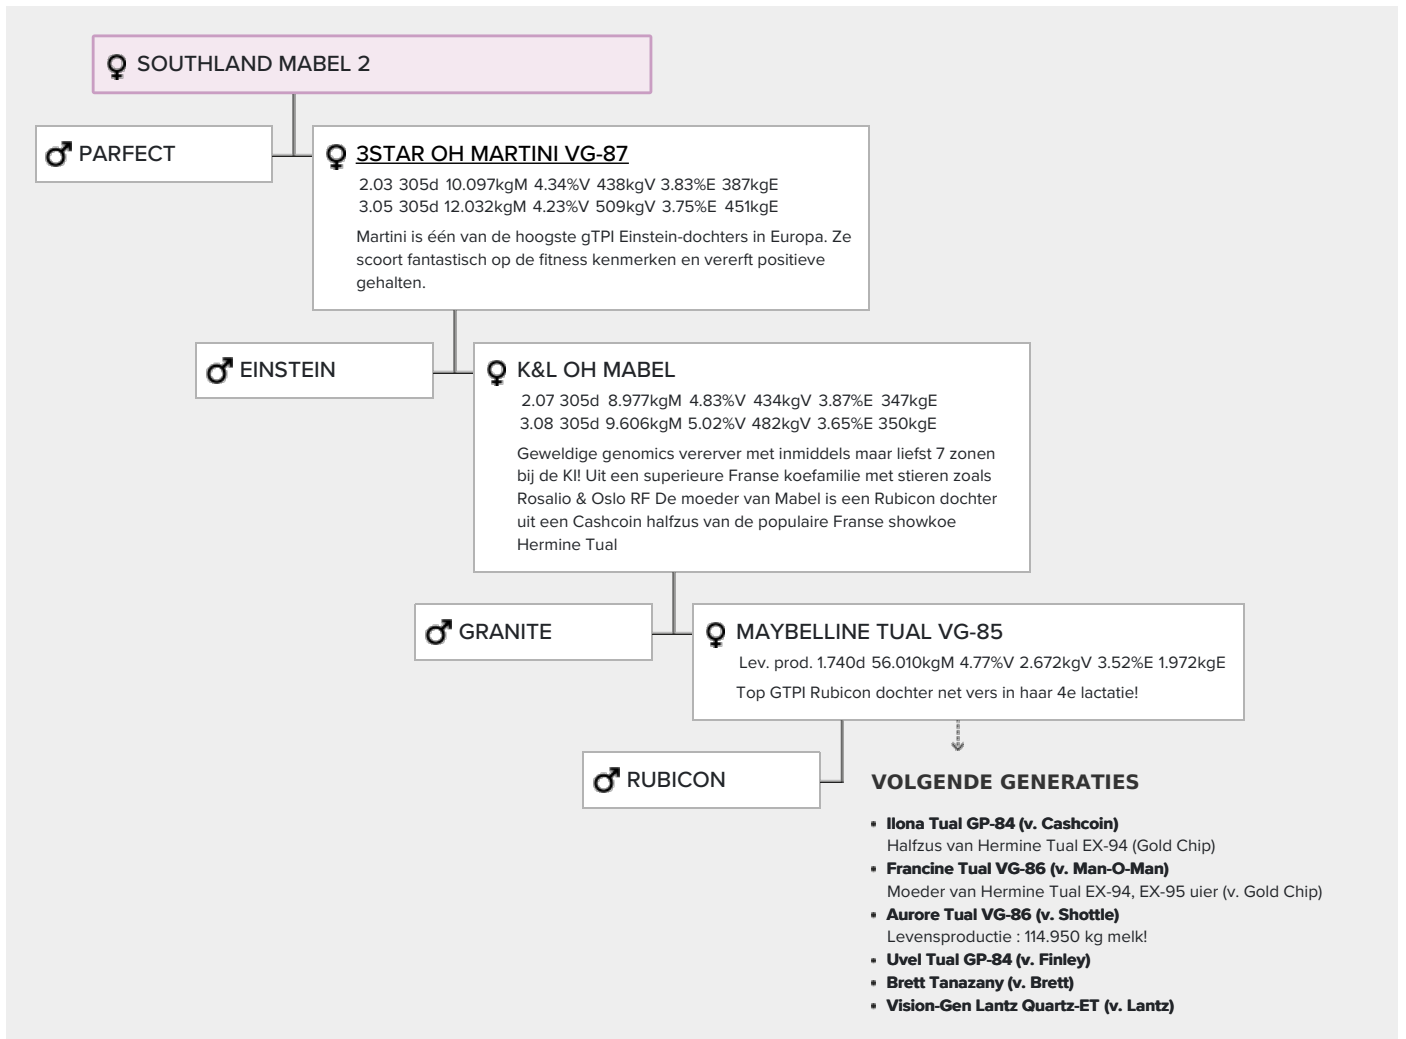 SOUTHLAND MABEL 2
PARFECT
3STAR OH MARTINI VG-87
2.03 305d 10.097kgM 4.34%V 438kgV 3.83%E 387kgE
3.05 305d 12.032kgM 4.23%V 509kgV 3.75%E 451kgE
Martini is één van de hoogste gTPI Einstein-dochters in Europa. Ze
scoort fantastisch op de fitness kenmerken en vererft positieve
gehalten.
EINSTEIN
K&L OH MABEL
2.07 305d 8.977kgM 4.83%V 434kgV 3.87%E 347kgE
3.08 305d 9.606kgM 5.02%V 482kgV 3.65%E 350kgE
Geweldige genomics vererver met inmiddels maar liefst 7 zonen
bij de KI! Uit een superieure Franse koefamilie met stieren zoals
Rosalio & Oslo RF De moeder van Mabel is een Rubicon dochter
uit een Cashcoin halfzus van de populaire Franse showkoe
Hermine Tual
GRANITE
MAYBELLINE TUAL VG-85
Lev. prod. 1.740d 56.010kgM 4.77%V 2.672kgV 3.52%E 1.972kgE
Top GTPI Rubicon dochter net vers in haar 4e lactatie!
RUBICON
VOLGENDE GENERATIES
• Ilona Tual GP-84 (v. Cashcoin)
Halfzus van Hermine Tual EX-94 (Gold Chip)
• Francine Tual VG-86 (v. Man-O-Man)
Moeder van Hermine Tual EX-94, EX-95 uier (v. Gold Chip)
• Aurore Tual VG-86 (v. Shottle)
Levensproductie : 114.950 kg melk!
• Uvel Tual GP-84 (v. Finley)
• Brett Tanazany (v. Brett)
• Vision-Gen Lantz Quartz-ET (v. Lantz)